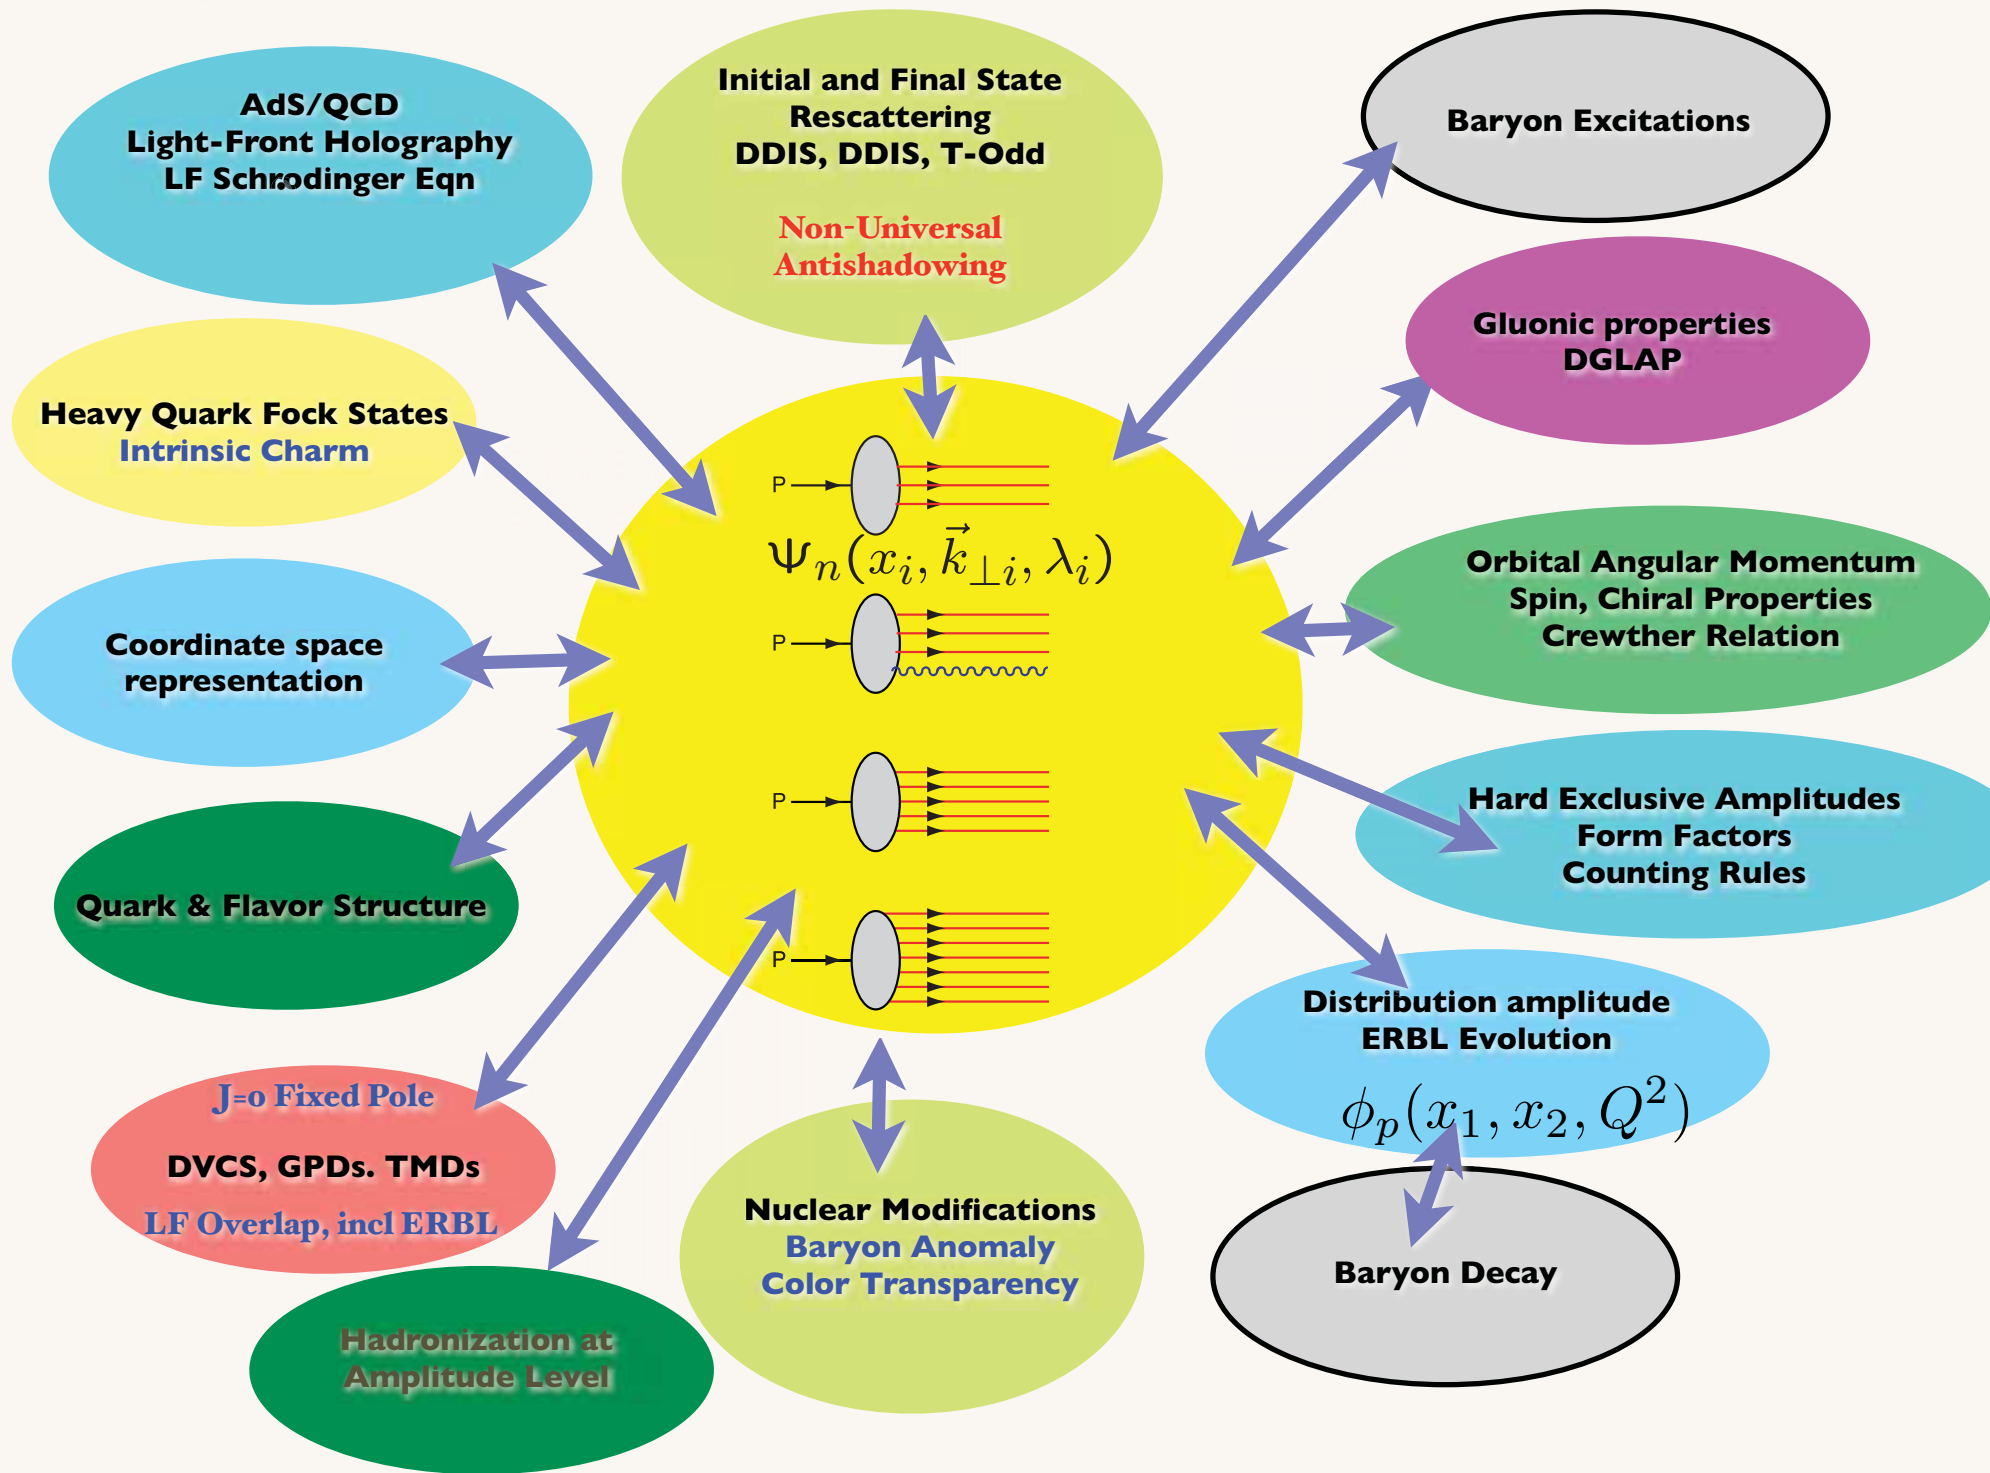 AdS/QCD
Light-Front Holography
LF Schrodinger Eqn
Initial and Final State
Rescattering
DDIS, DDIS, T-Odd
Non-Universal
Antishadowing
Baryon Excitations
Gluonic properties
DGLAP
Heavy Quark Fock States
Intrinsic Charm
P
Ψₙ(xᵢ, k⃗⊥ᵢ, λᵢ)
P
P
P
Orbital Angular Momentum
Spin, Chiral Properties
Crewther Relation
Coordinate space
representation
Hard Exclusive Amplitudes
Form Factors
Counting Rules
Quark & Flavor Structure
Distribution amplitude
ERBL Evolution
ϕₚ(x₁, x₂, Q²)
J=0 Fixed Pole
DVCS, GPDs. TMDs
LF Overlap, incl ERBL
Nuclear Modifications
Baryon Anomaly
Color Transparency
Baryon Decay
Hadronization at
Amplitude Level